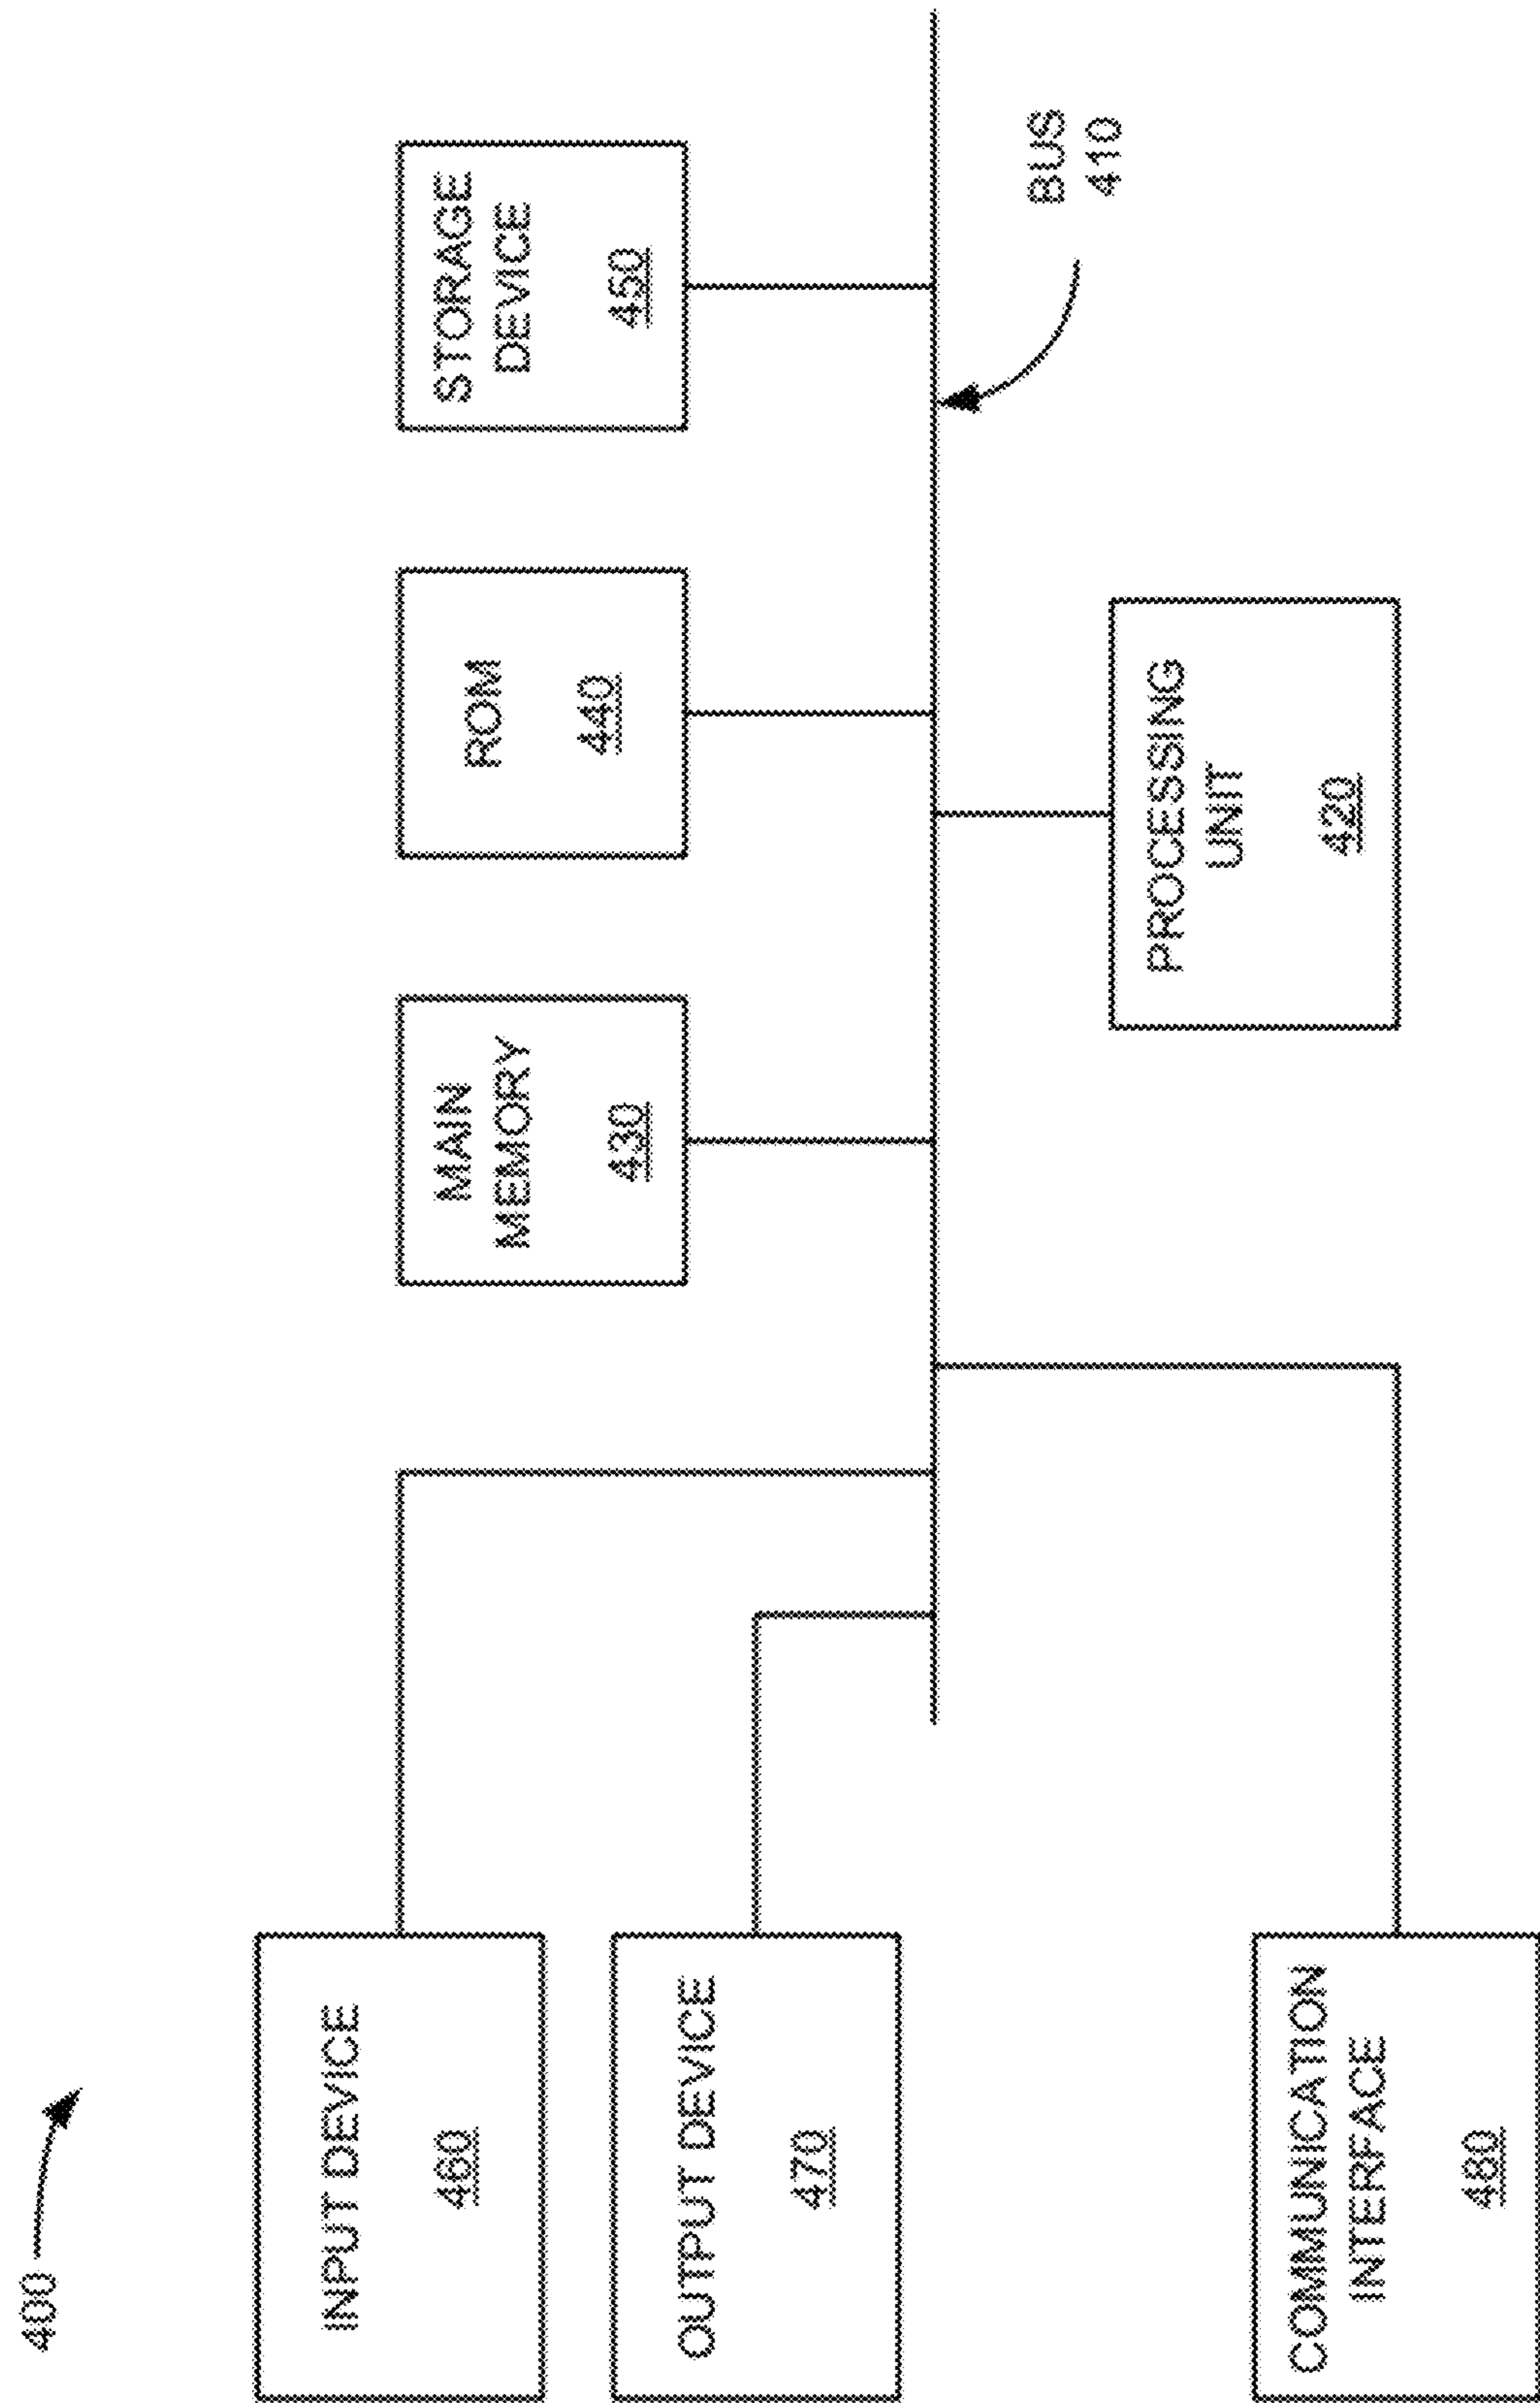 400
INPUT DEVICE
460
OUTPUT DEVICE
470
COMMUNICATION
INTERFACE
480
MAIN
MEMORY
430
ROM
440
STORAGE
DEVICE
450
PROCESSING
UNIT
420
BUS
410